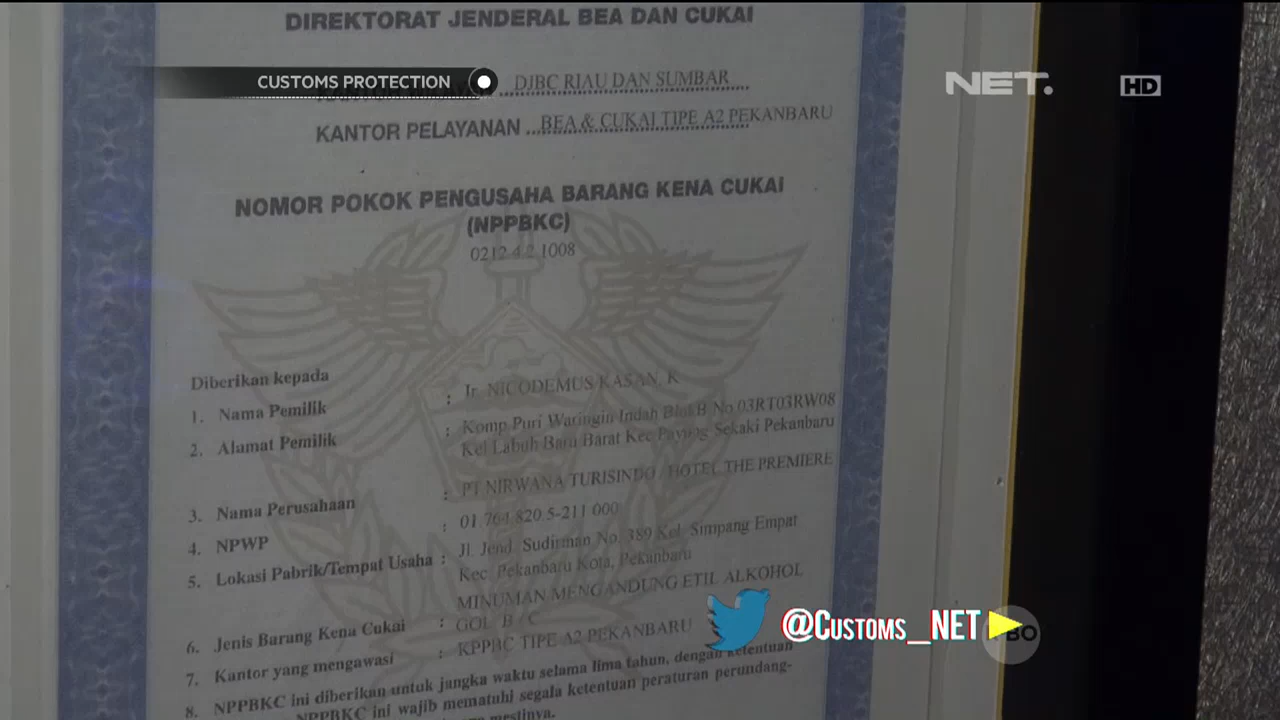 DIREKTORAT JENDERAL BEA DAN CUKAI
CUSTOMS PROTECTION
NET.
HD
DJBC RIAU DAN SUMBAR
KANTOR PELAYANAN ...BEA & CUKAI TIPE A2 PEKANBARU
NOMOR POKOK PENGUSAHA BARANG KENA CUKAI
(NPPBKC)
0212.4.2.1008
Diberikan kepada
1. Nama Pemilik : Ir. NICODEMUS KASAN, K
2. Alamat Pemilik : Komp Puri Waringin Indah Blok B No.03RT03RW08
Kel Labuh Baru Barat Kec Payung Sekaki Pekanbaru
3. Nama Perusahaan : PT NIRWANA TURISINDO / HOTEL THE PREMIERE
4. NPWP : 01.764.820.5-211.000
5. Lokasi Pabrik/Tempat Usaha : Jl. Jend. Sudirman No. 389 Kel. Simpang Empat
Kec. Pekanbaru Kota, Pekanbaru
6. Jenis Barang Kena Cukai : MINUMAN MENGANDUNG ETIL ALKOHOL
GOL B / C
7. Kantor yang mengawasi : KPPBC TIPE A2 PEKANBARU
8. NPPBKC ini diberikan untuk jangka waktu selama lima tahun, dengan ketentuan
NPPBKC ini wajib mematuhi segala ketentuan peraturan perundang-
mestinya.
@CUSTOMS_NET